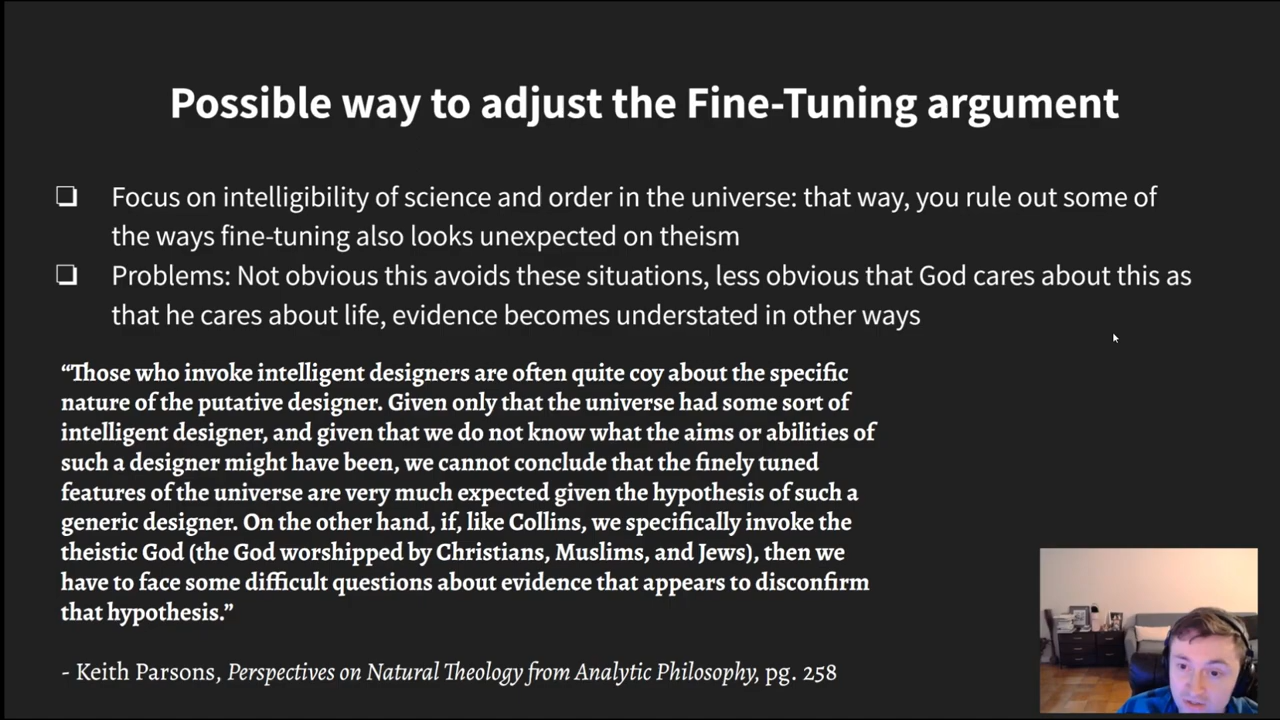 Possible way to adjust the Fine-Tuning argument
Focus on intelligibility of science and order in the universe: that way, you rule out some of
the ways fine-tuning also looks unexpected on theism
Problems: Not obvious this avoids these situations, less obvious that God cares about this as
that he cares about life, evidence becomes understated in other ways
“Those who invoke intelligent designers are often quite coy about the specific
nature of the putative designer. Given only that the universe had some sort of
intelligent designer, and given that we do not know what the aims or abilities of
such a designer might have been, we cannot conclude that the finely tuned
features of the universe are very much expected given the hypothesis of such a
generic designer. On the other hand, if, like Collins, we specifically invoke the
theistic God (the God worshipped by Christians, Muslims, and Jews), then we
have to face some difficult questions about evidence that appears to disconfirm
that hypothesis.”
- Keith Parsons, Perspectives on Natural Theology from Analytic Philosophy, pg. 258